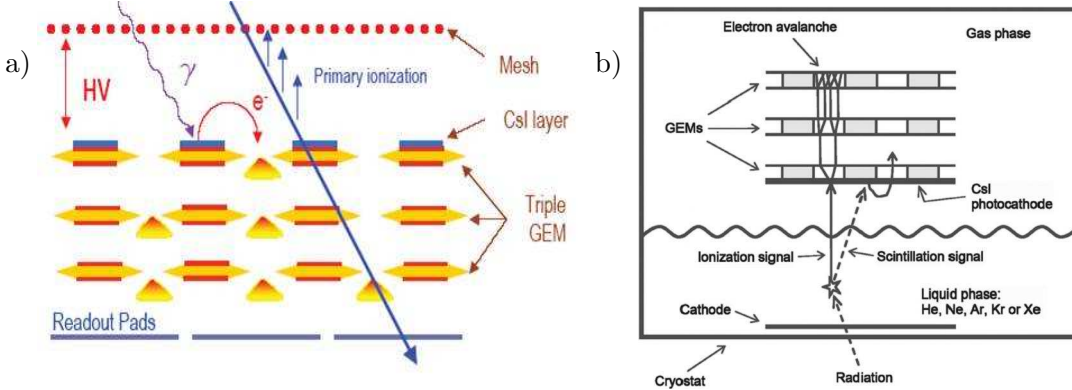 a)
HV
γ
e-
Primary ionization
Mesh
CsI layer
Triple
GEM
Readout Pads
b)
Electron avalanche
Gas phase
GEMs
CsI
photocathode
Ionization signal
Scintillation signal
Liquid phase:
He, Ne, Ar, Kr or Xe
Cathode
Cryostat
Radiation